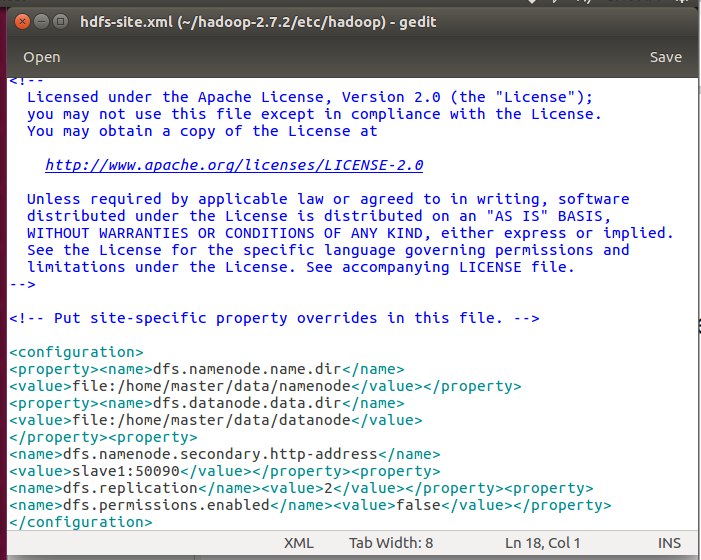 hdfs-site.xml (~/hadoop-2.7.2/etc/hadoop) - gedit
Open Save
<!--
Licensed under the Apache License, Version 2.0 (the "License");
you may not use this file except in compliance with the License.
You may obtain a copy of the License at
http://www.apache.org/licenses/LICENSE-2.0
Unless required by applicable law or agreed to in writing, software
distributed under the License is distributed on an "AS IS" BASIS,
WITHOUT WARRANTIES OR CONDITIONS OF ANY KIND, either express or implied.
See the License for the specific language governing permissions and
limitations under the License. See accompanying LICENSE file.
-->
<!-- Put site-specific property overrides in this file. -->
<configuration>
<property><name>dfs.namenode.name.dir</name>
<value>file:/home/master/data/namenode</value></property>
<property><name>dfs.datanode.data.dir</name>
<value>file:/home/master/data/datanode</value>
</property><property>
<name>dfs.namenode.secondary.http-address</name>
<value>slave1:50090</value></property><property>
<name>dfs.replication</name><value>2</value></property><property>
<name>dfs.permissions.enabled</name><value>false</value></property>
</configuration>
XML Tab Width: 8 Ln 18, Col 1 INS